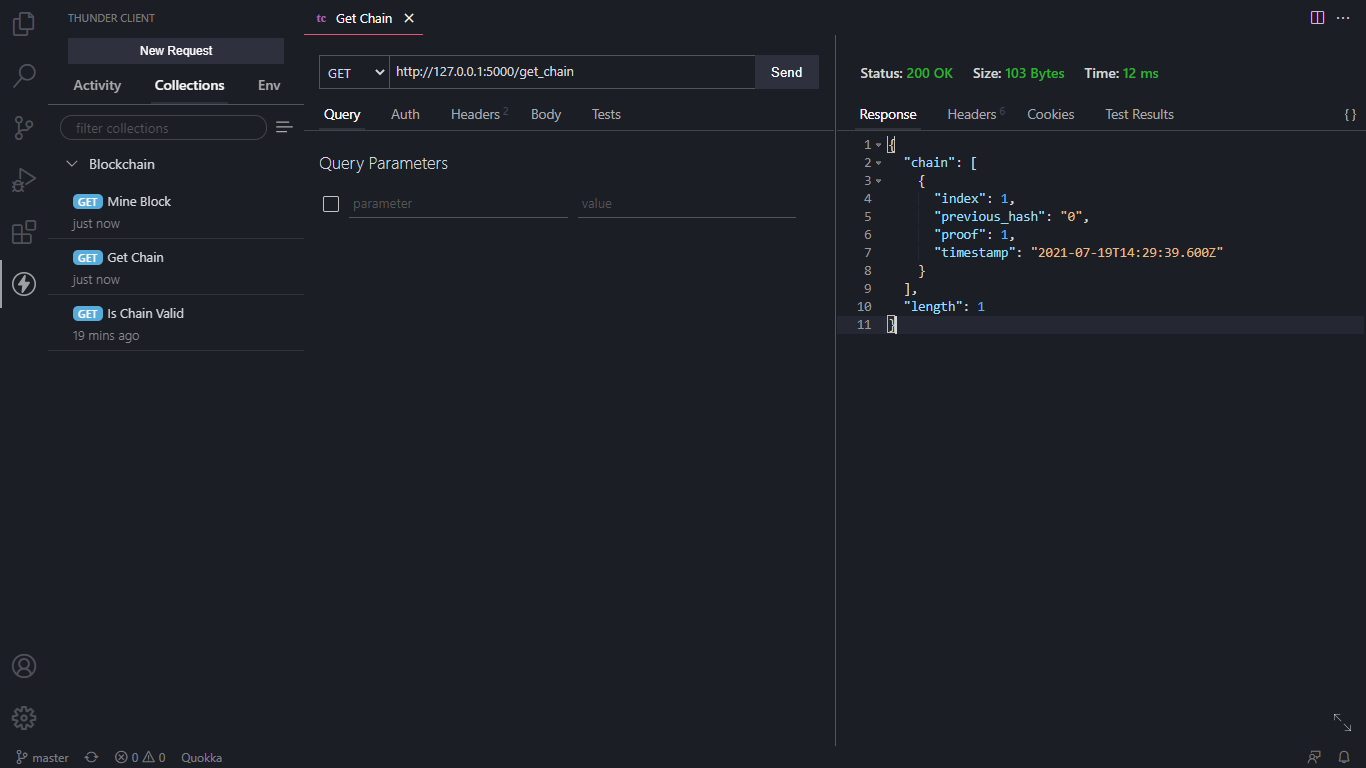 THUNDER CLIENT
New Request
Activity Collections Env
filter collections
Blockchain
GET Mine Block
just now
GET Get Chain
just now
GET Is Chain Valid
19 mins ago
tc Get Chain
GET http://127.0.0.1:5000/get_chain Send
Query Auth Headers 2 Body Tests
Query Parameters
parameter value
Status: 200 OK Size: 103 Bytes Time: 12 ms
Response Headers 6 Cookies Test Results { }
1 {
2 "chain": [
3 {
4 "index": 1,
5 "previous_hash": "0",
6 "proof": 1,
7 "timestamp": "2021-07-19T14:29:39.600Z"
8 }
9 ],
10 "length": 1
11 }
master 0 0 Quokka